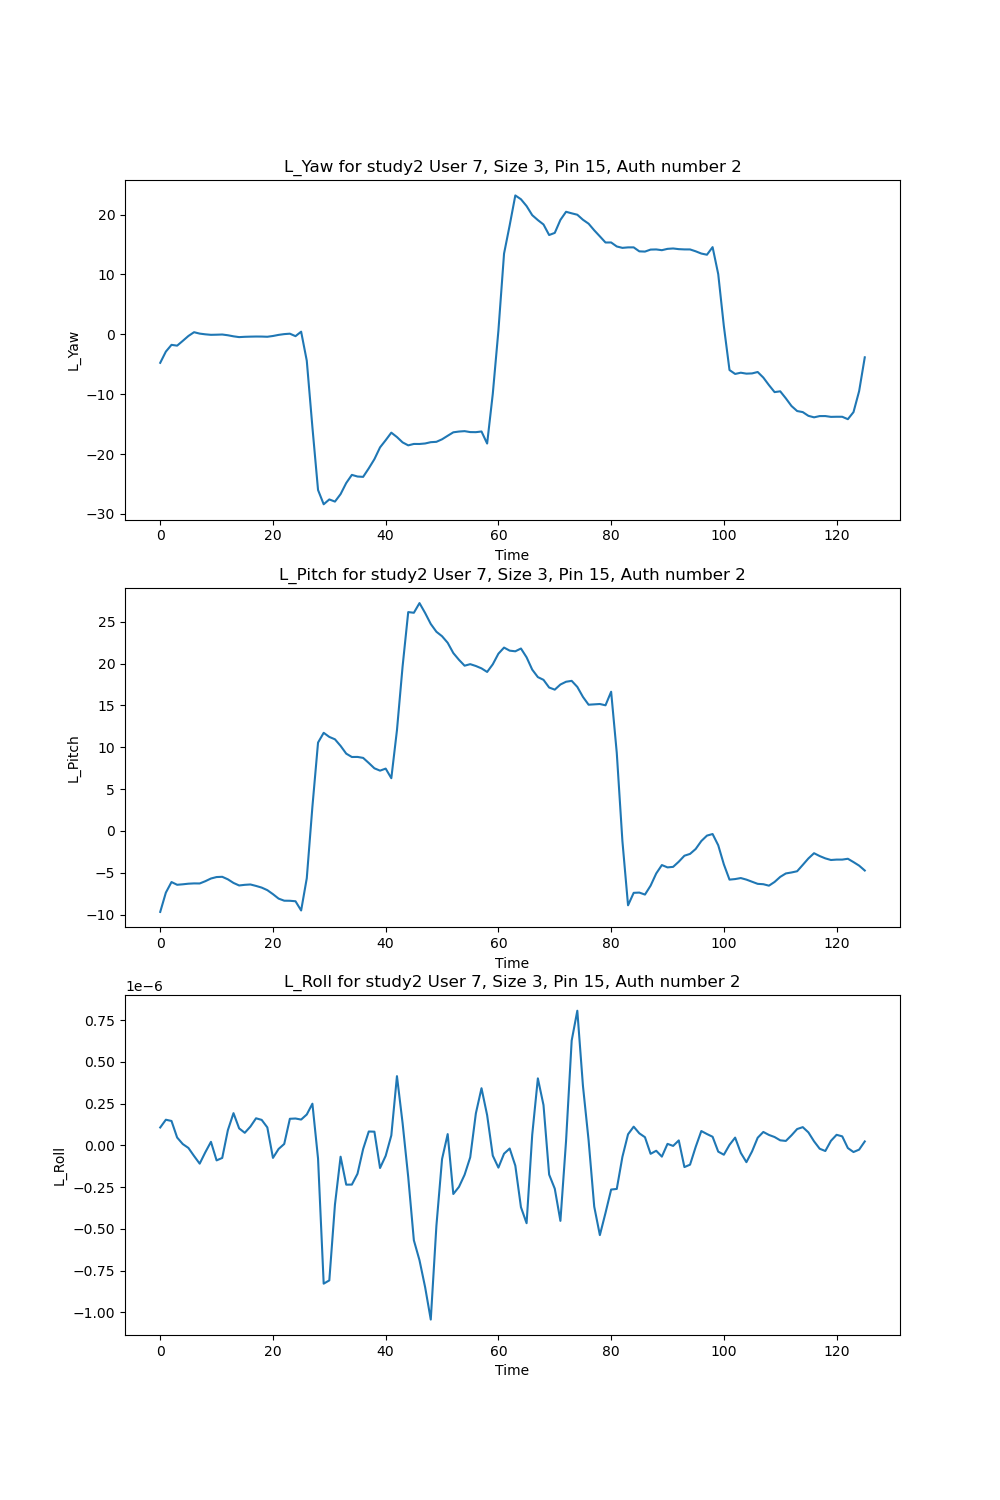 L_Yaw for study2 User 7, Size 3, Pin 15, Auth number 2
20
10
0
−10
−20
−30
L_Yaw
0 20 40 60 80 100 120
Time
L_Pitch for study2 User 7, Size 3, Pin 15, Auth number 2
25
20
15
10
5
0
−5
−10
L_Pitch
0 20 40 60 80 100 120
Time
L_Roll for study2 User 7, Size 3, Pin 15, Auth number 2
1e−6
0.75
0.50
0.25
0.00
−0.25
−0.50
−0.75
−1.00
L_Roll
0 20 40 60 80 100 120
Time